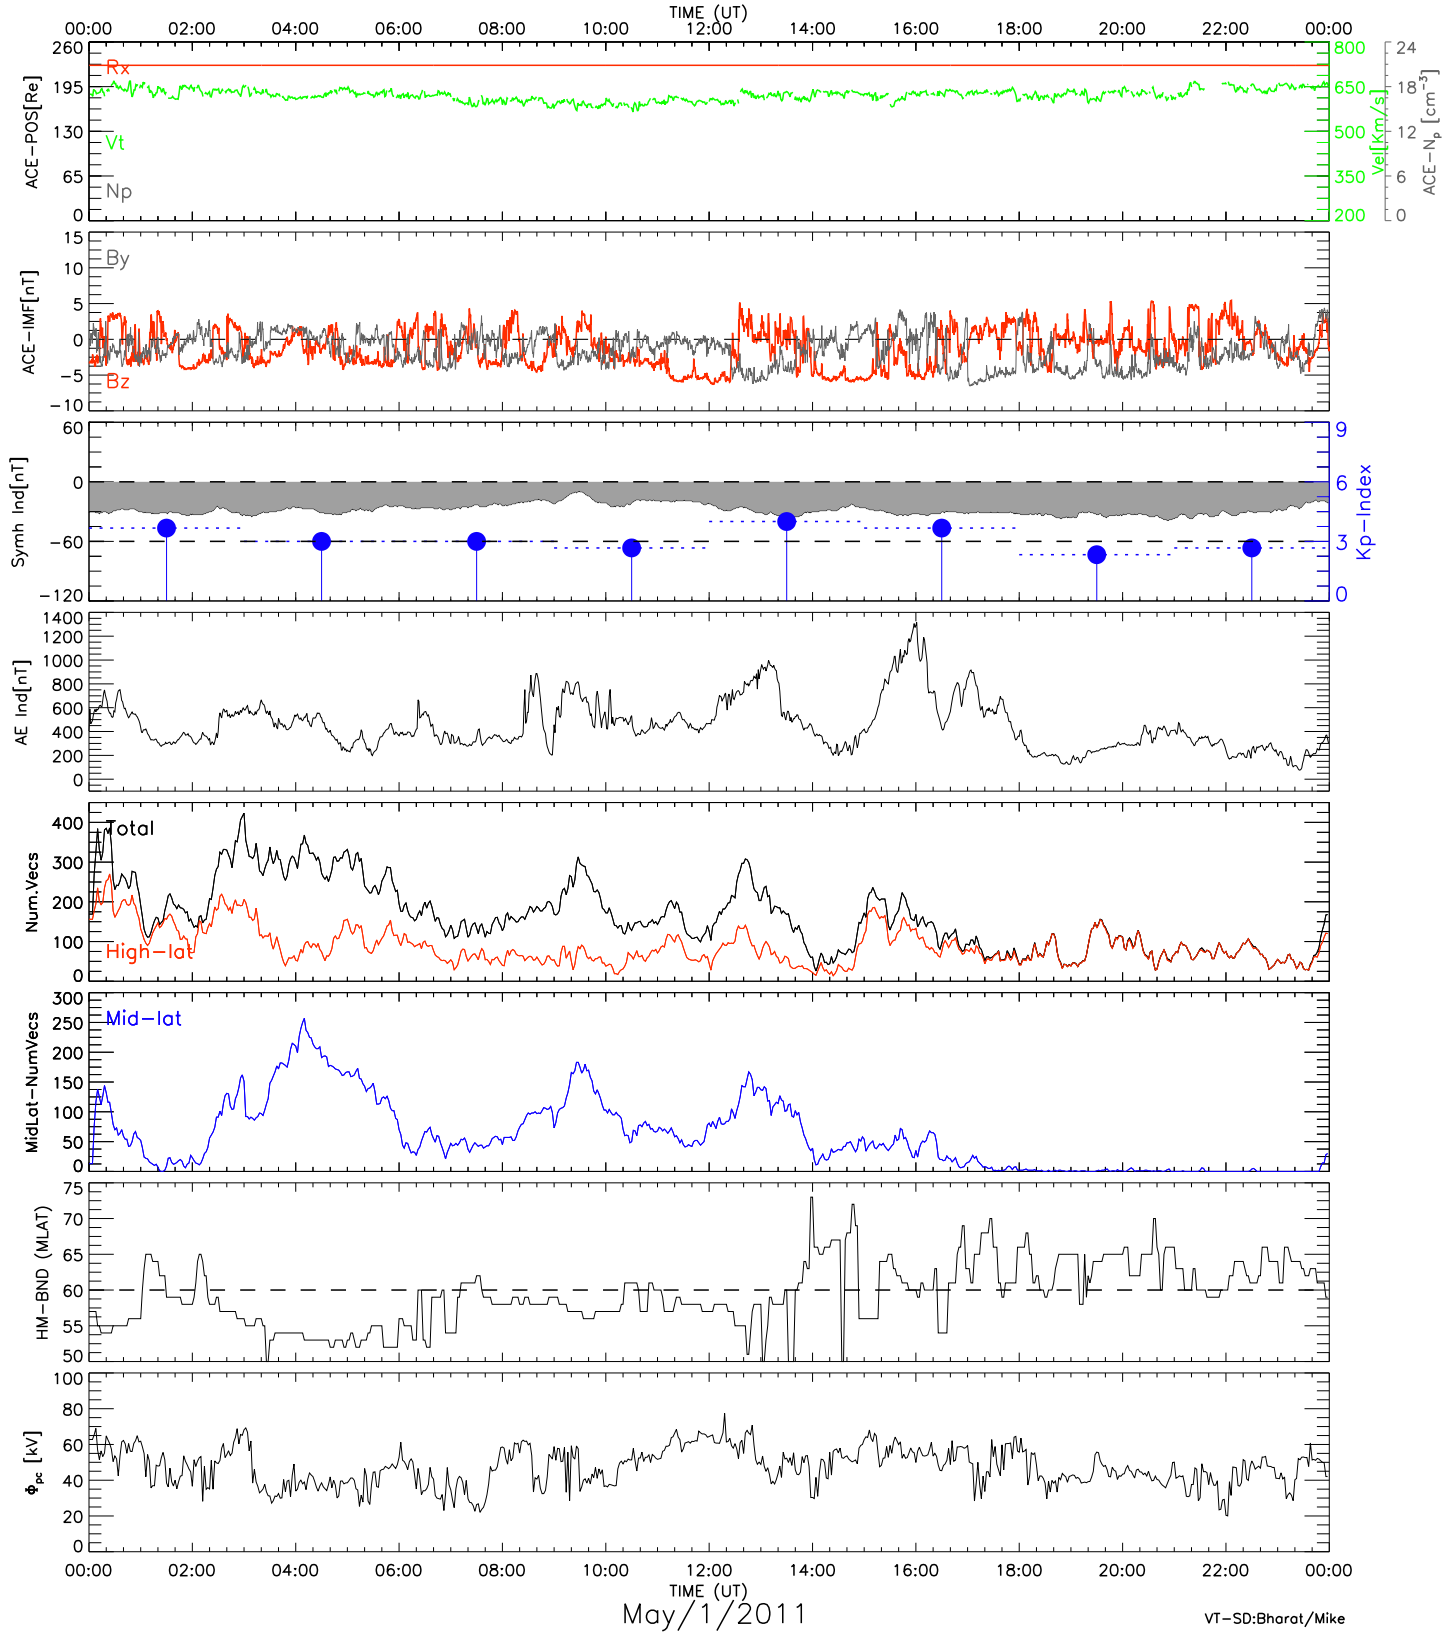 TIME (UT)
00:00 02:00 04:00 06:00 08:00 10:00 12:00 14:00 16:00 18:00 20:00 22:00 00:00
ACE-POS[Re]
260
195
130
65
0
Rx
Vt
Np
800
650
500
350
200
Vel[Km/s]
24
18
12
6
0
ACE-Np [cm-3]
ACE-IMF[nT]
15
10
5
0
-5
-10
By
Bz
Symh Ind[nT]
60
0
-60
-120
9
6
3
0
Kp-Index
AE Ind[nT]
1400
1200
1000
800
600
400
200
0
Num.Vecs
400
300
200
100
0
Total
High-lat
MidLat-NumVecs
300
250
200
150
100
50
0
Mid-lat
HM-BND (MLAT)
75
70
65
60
55
50
Φpc [kV]
100
80
60
40
20
0
00:00 02:00 04:00 06:00 08:00 10:00 12:00 14:00 16:00 18:00 20:00 22:00 00:00
TIME (UT)
May/1/2011
VT-SD:Bharat/Mike